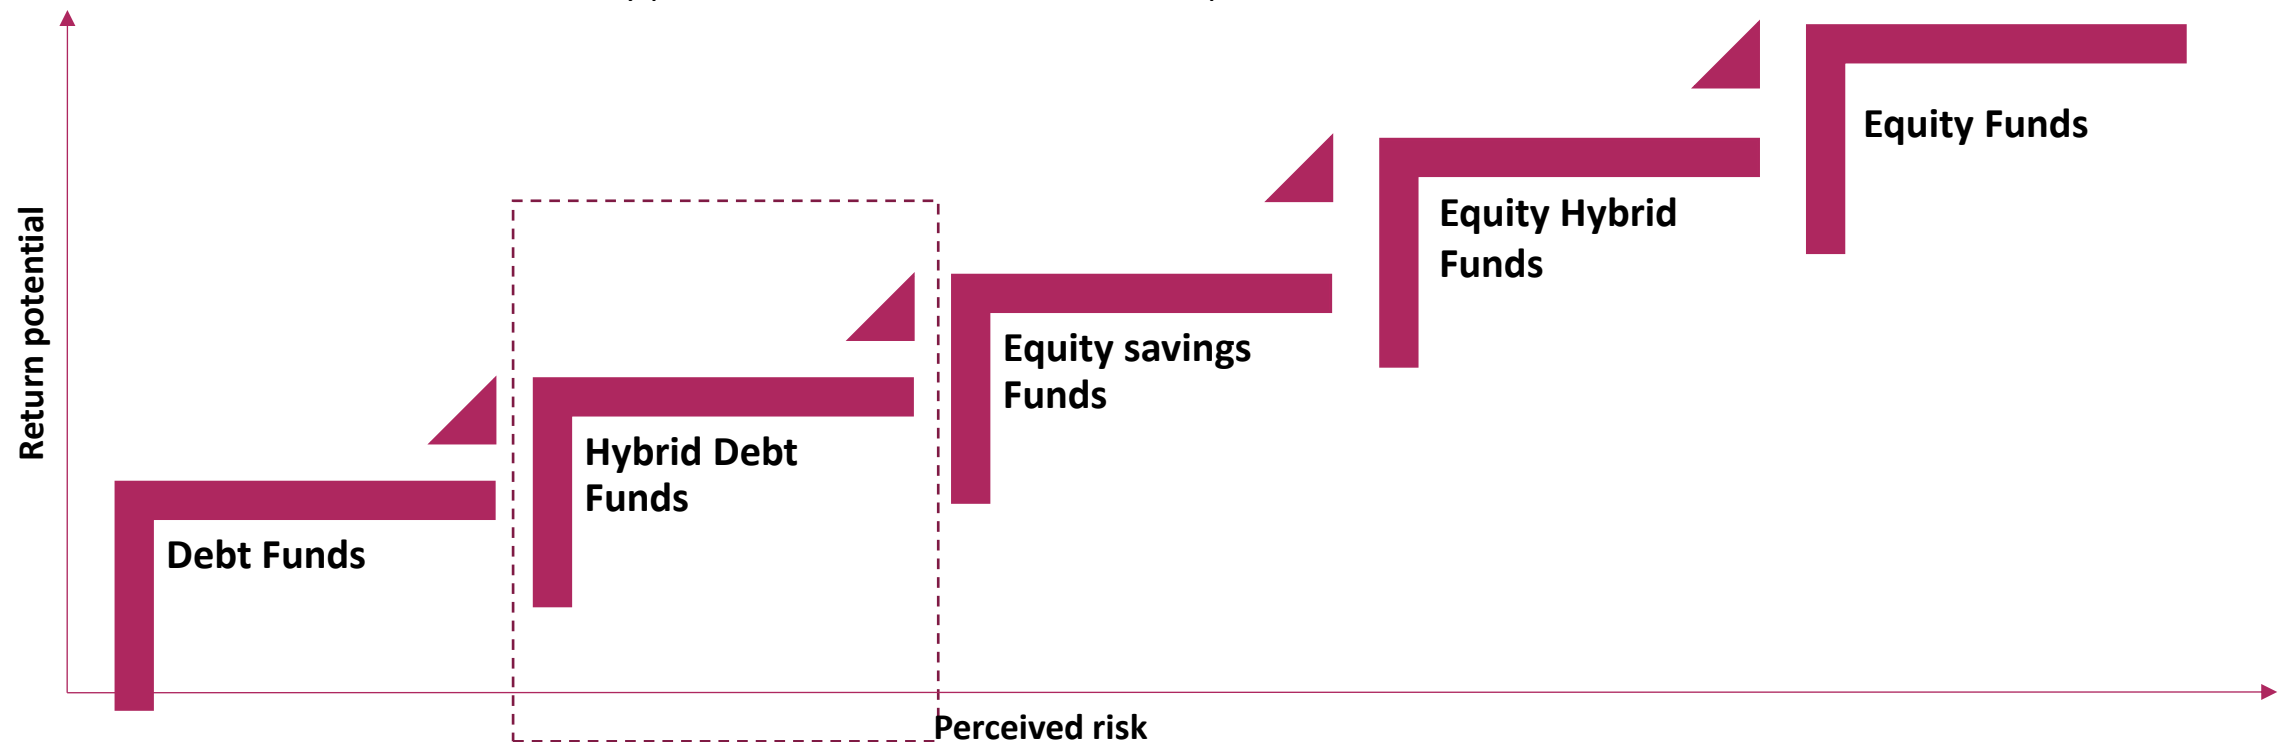 Return potential
Equity Funds
Equity Hybrid
Funds
Equity savings
Funds
Hybrid Debt
Funds
Debt Funds
Perceived risk